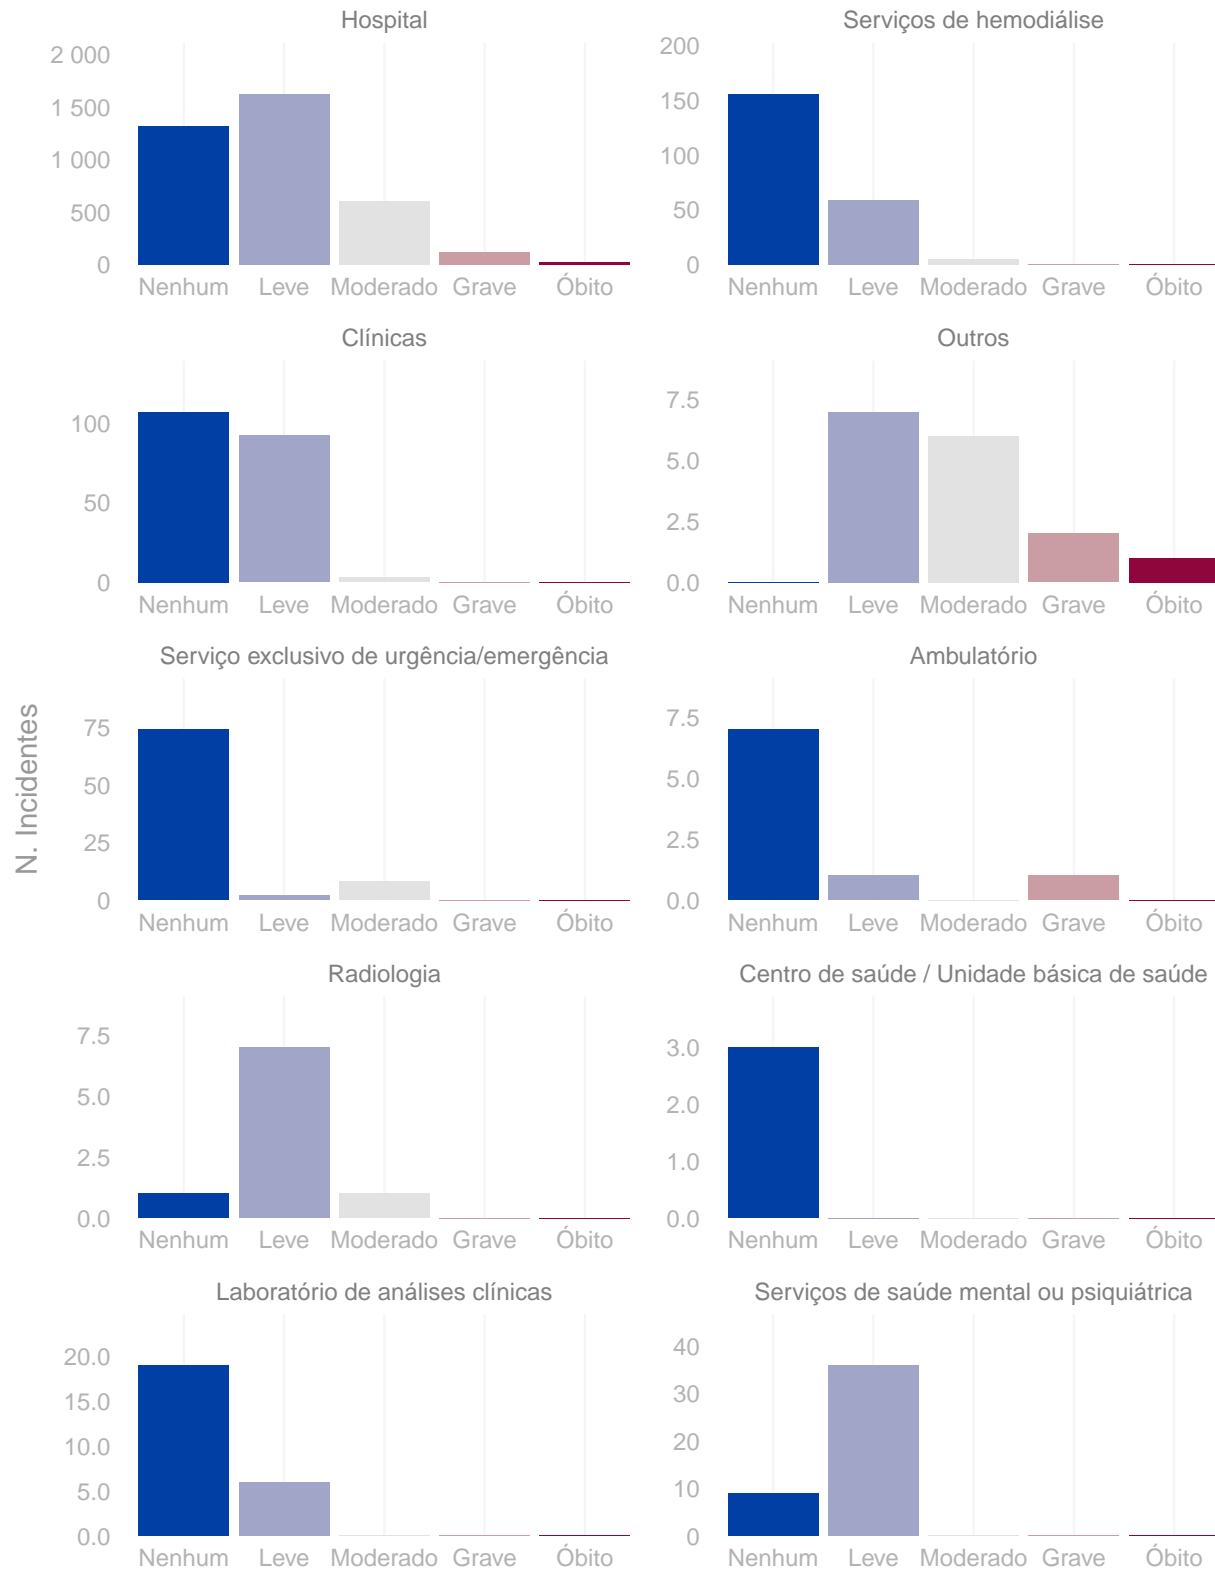 Hospital
2 000
1 500
1 000
500
0
Nenhum Leve Moderado Grave Óbito
Serviços de hemodiálise
200
150
100
50
0
Nenhum Leve Moderado Grave Óbito
Clínicas
100
50
0
Nenhum Leve Moderado Grave Óbito
Outros
7.5
5.0
2.5
0.0
Nenhum Leve Moderado Grave Óbito
N. Incidentes
Serviço exclusivo de urgência/emergência
75
50
25
0
Nenhum Leve Moderado Grave Óbito
Ambulatório
7.5
5.0
2.5
0.0
Nenhum Leve Moderado Grave Óbito
Radiologia
7.5
5.0
2.5
0.0
Nenhum Leve Moderado Grave Óbito
Centro de saúde / Unidade básica de saúde
3.0
2.0
1.0
0.0
Nenhum Leve Moderado Grave Óbito
Laboratório de análises clínicas
20.0
15.0
10.0
5.0
0.0
Nenhum Leve Moderado Grave Óbito
Serviços de saúde mental ou psiquiátrica
40
30
20
10
0
Nenhum Leve Moderado Grave Óbito